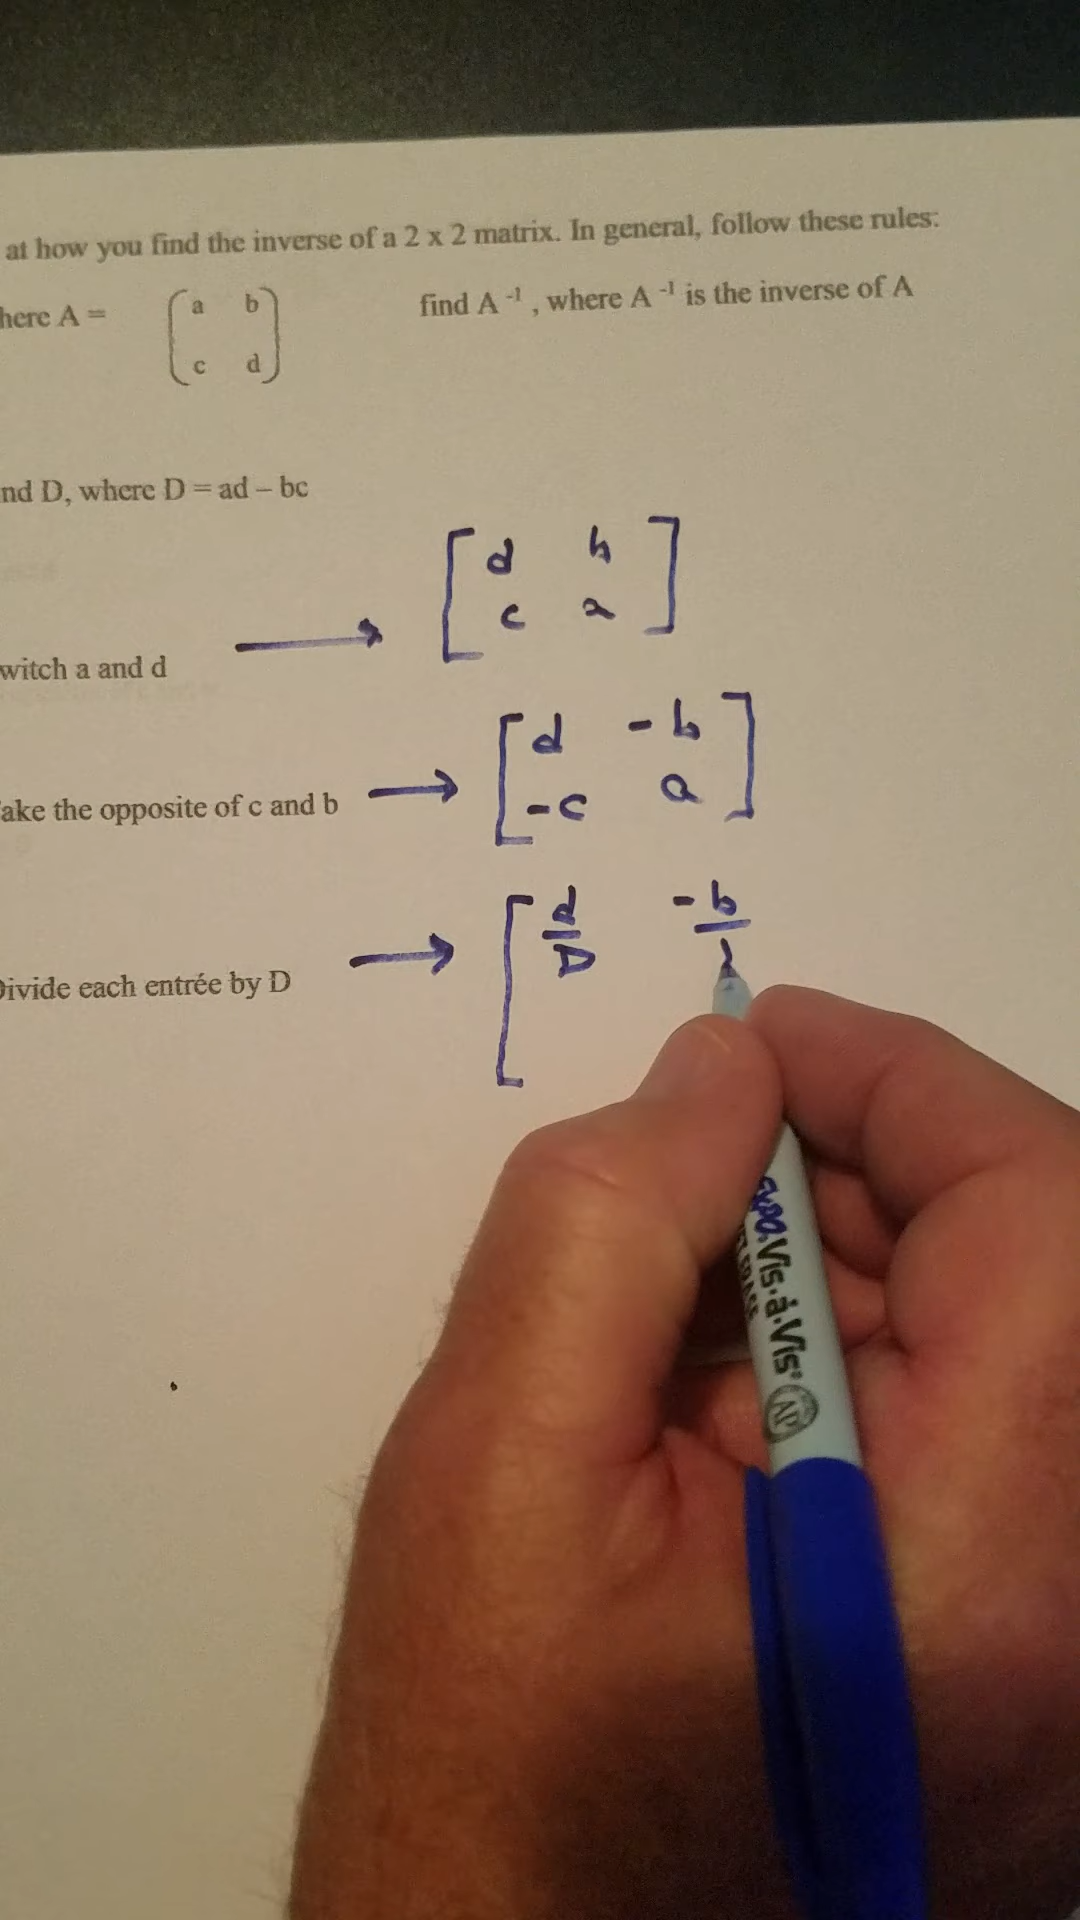 at how you find the inverse of a 2 x 2 matrix. In general, follow these rules:
here A = a b find A -1 , where A -1 is the inverse of A
c d
nd D, where D = ad – bc
d b
c a
witch a and d
d - b
- c a
ake the opposite of c and b
d/D -b/
Divide each entrée by D
Expo Vis·à·Vis AP